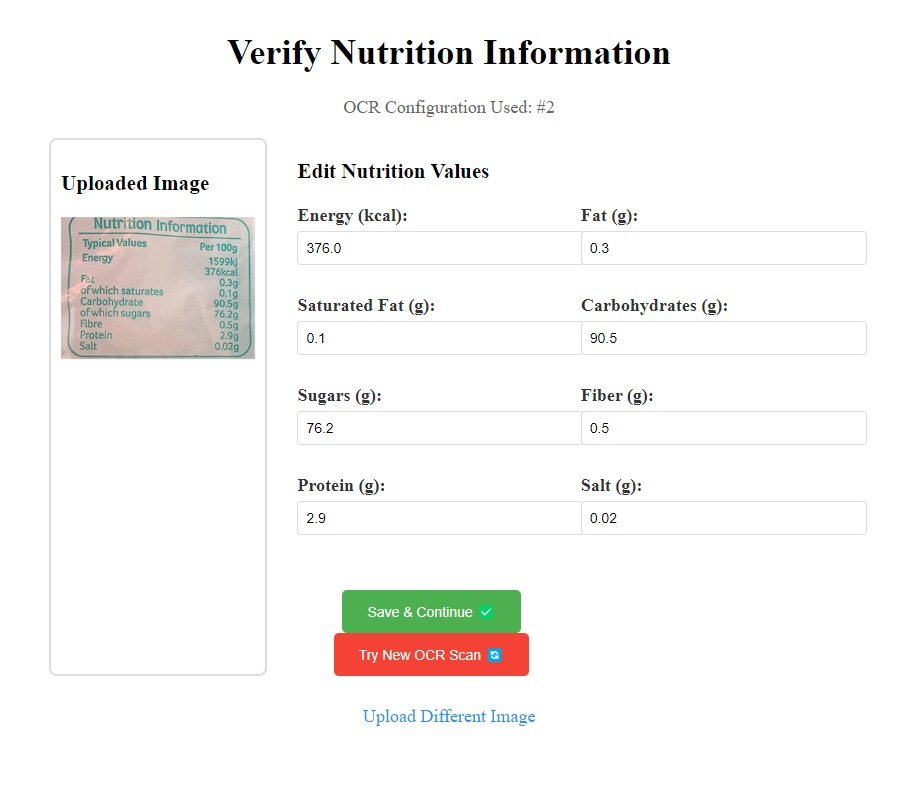 Verify Nutrition Information
OCR Configuration Used: #2
Uploaded Image
Nutrition Information
Typical Values Per 100g
Energy 1599kJ
376kcal
Fat 0.3g
of which saturates 0.1g
Carbohydrate 90.5g
of which sugars 76.2g
Fibre 0.5g
Protein 2.9g
Salt 0.02g
Edit Nutrition Values
Energy (kcal): Fat (g):
376.0 0.3
Saturated Fat (g): Carbohydrates (g):
0.1 90.5
Sugars (g): Fiber (g):
76.2 0.5
Protein (g): Salt (g):
2.9 0.02
Save & Continue ✅
Try New OCR Scan 🔄
Upload Different Image